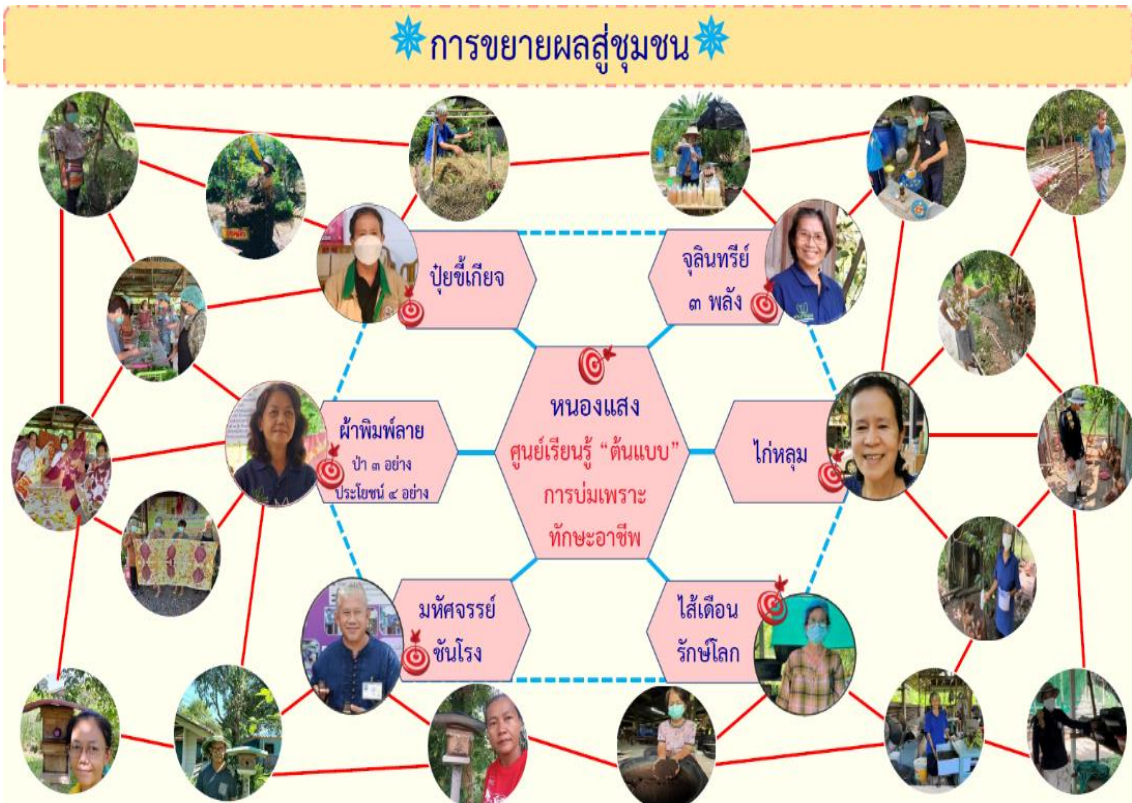 การขยายผลสู่ชุมชน
ปุ๋ยขี้เกียจ
จุลินทรีย์
๓ พลัง
หนองแสง
ศูนย์เรียนรู้ “ต้นแบบ”
การบ่มเพราะ
ทักษะอาชีพ
ผ้าพิมพ์ลาย
ป่า ๓ อย่าง
ประโยชน์ ๔ อย่าง
ไก่หลุม
มหัศจรรย์
ชันโรง
ไส้เดือน
รักษ์โลก